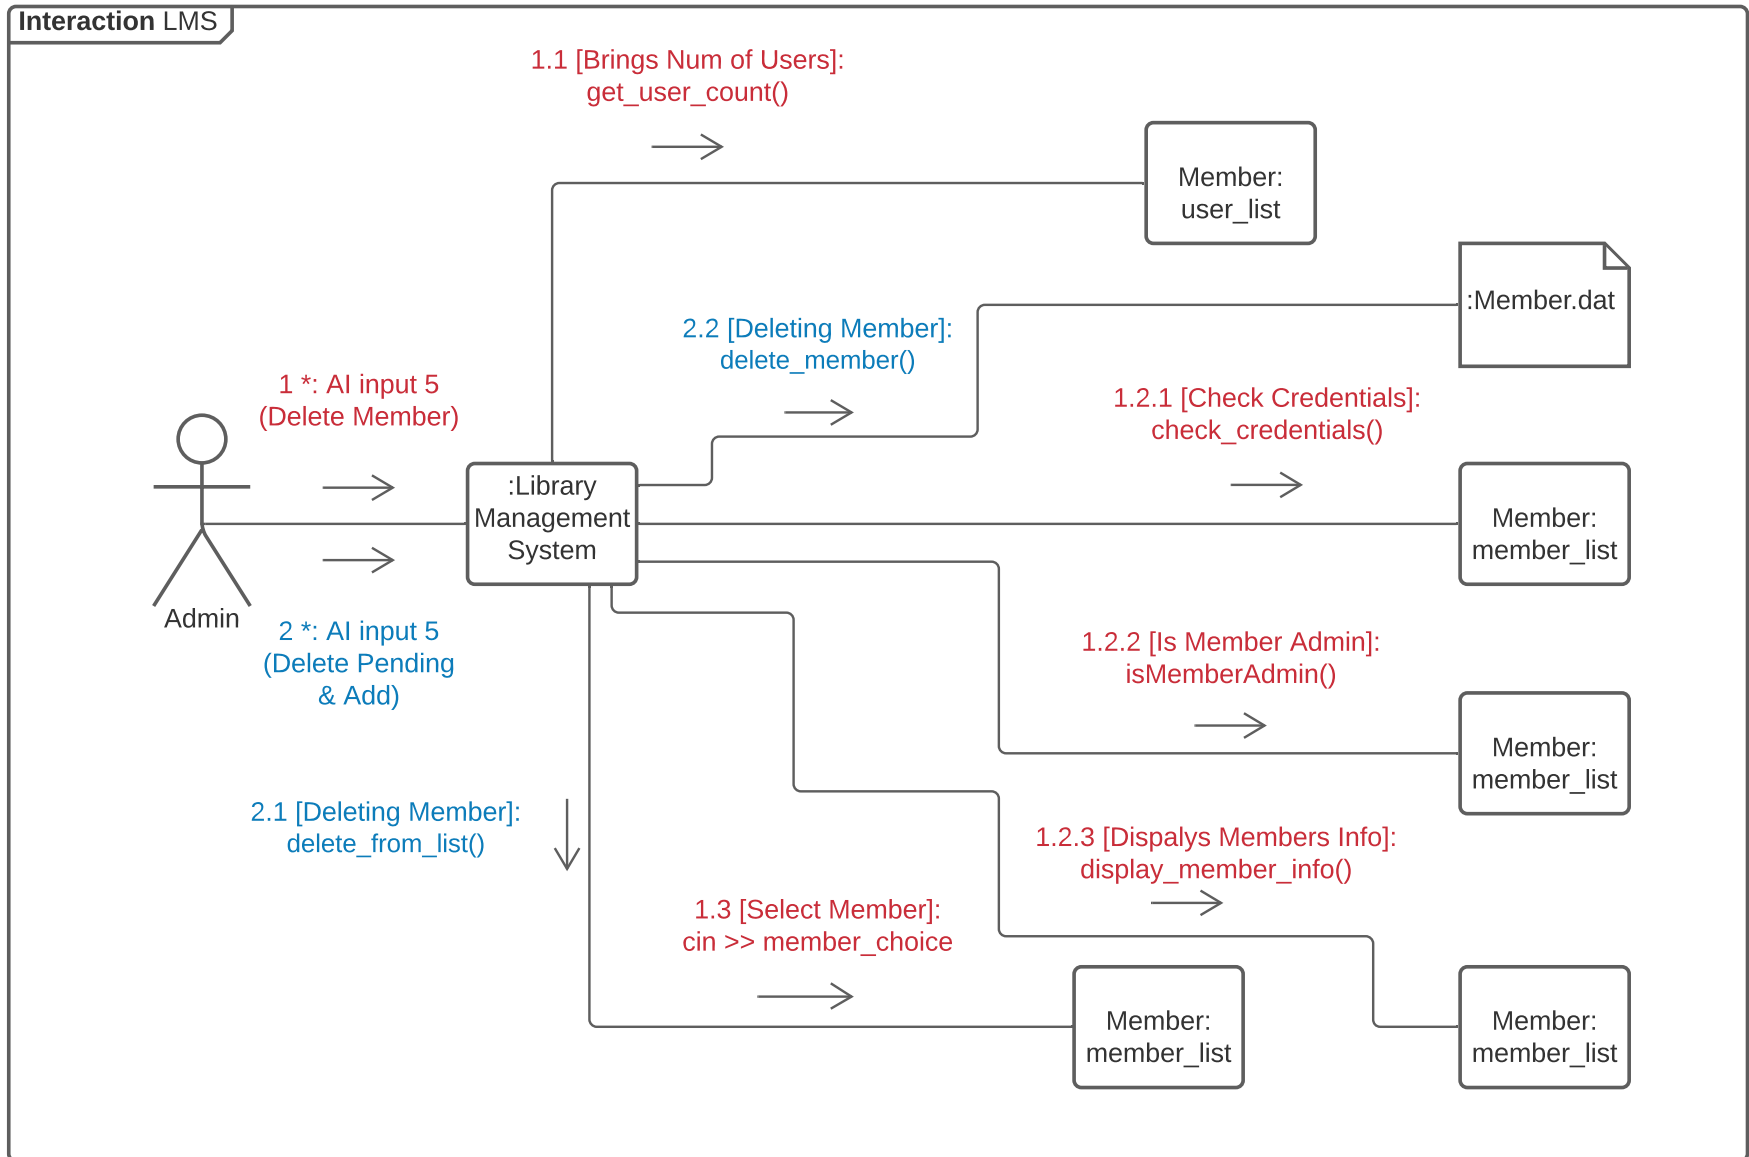 Interaction LMS
1.1 [Brings Num of Users]:
get_user_count()
Member:
user_list
:Member.dat
2.2 [Deleting Member]:
delete_member()
1 *: AI input 5
(Delete Member)
1.2.1 [Check Credentials]:
check_credentials()
:Library
Management
System
Member:
member_list
Admin
2 *: AI input 5
(Delete Pending
& Add)
1.2.2 [Is Member Admin]:
isMemberAdmin()
Member:
member_list
2.1 [Deleting Member]:
delete_from_list()
1.2.3 [Dispalys Members Info]:
display_member_info()
1.3 [Select Member]:
cin >> member_choice
Member:
member_list
Member:
member_list